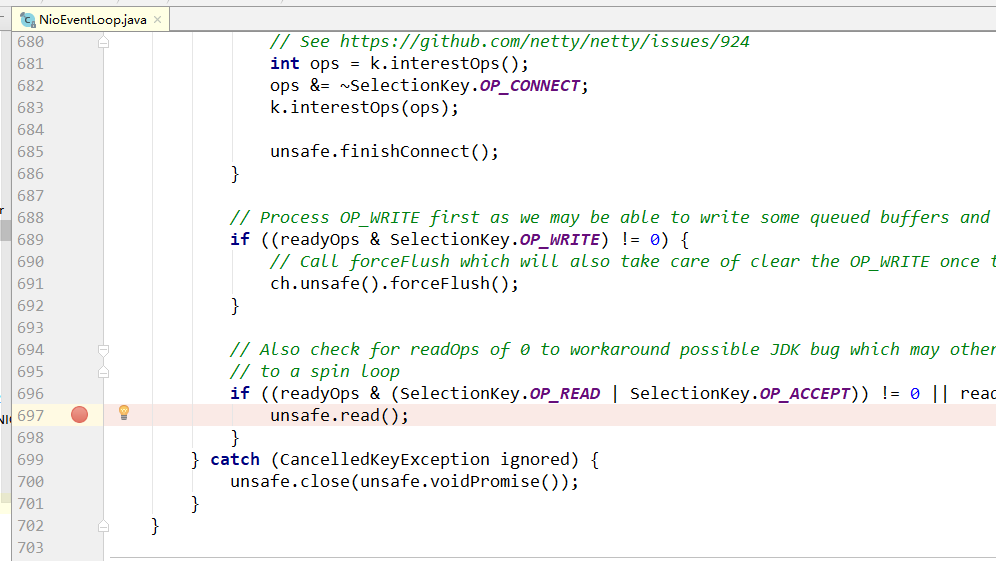 NioEventLoop.java
680 // See https://github.com/netty/netty/issues/924
681 int ops = k.interestOps();
682 ops &= ~SelectionKey.OP_CONNECT;
683 k.interestOps(ops);
684
685 unsafe.finishConnect();
686 }
687
688 // Process OP_WRITE first as we may be able to write some queued buffers and
689 if ((readyOps & SelectionKey.OP_WRITE) != 0) {
690 // Call forceFlush which will also take care of clear the OP_WRITE once t
691 ch.unsafe().forceFlush();
692 }
693
694 // Also check for readOps of 0 to workaround possible JDK bug which may other
695 // to a spin loop
696 if ((readyOps & (SelectionKey.OP_READ | SelectionKey.OP_ACCEPT)) != 0 || read
697 unsafe.read();
698 }
699 } catch (CancelledKeyException ignored) {
700 unsafe.close(unsafe.voidPromise());
701 }
702 }
703